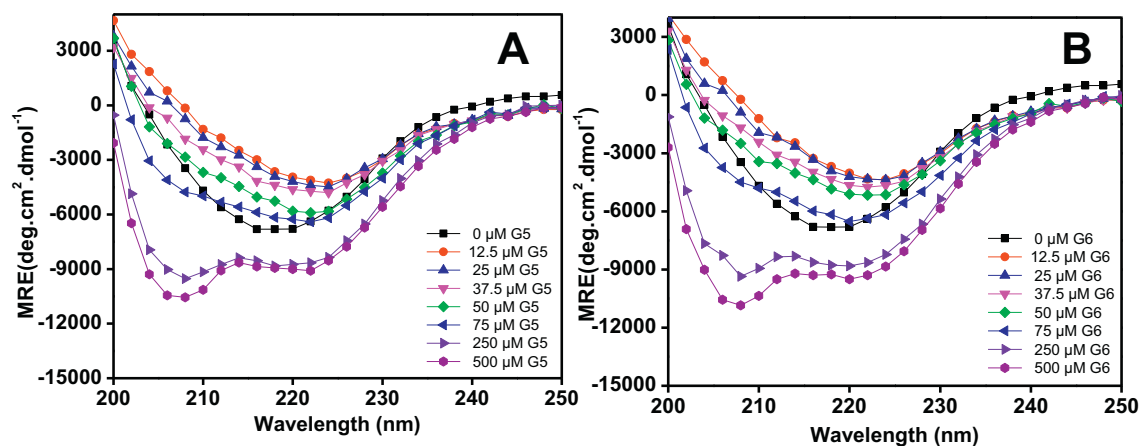 A
3000
0
-3000
-6000
-9000
-12000
-15000
MRE(deg.cm².dmol⁻¹)
200
210
220
230
240
250
Wavelength (nm)
0 µM G5
12.5 µM G5
25 µM G5
37.5 µM G5
50 µM G5
75 µM G5
250 µM G5
500 µM G5
B
3000
0
-3000
-6000
-9000
-12000
-15000
MRE(deg.cm².dmol⁻¹)
200
210
220
230
240
250
Wavelength (nm)
0 µM G6
12.5 µM G6
25 µM G6
37.5 µM G6
50 µM G6
75 µM G6
250 µM G6
500 µM G6